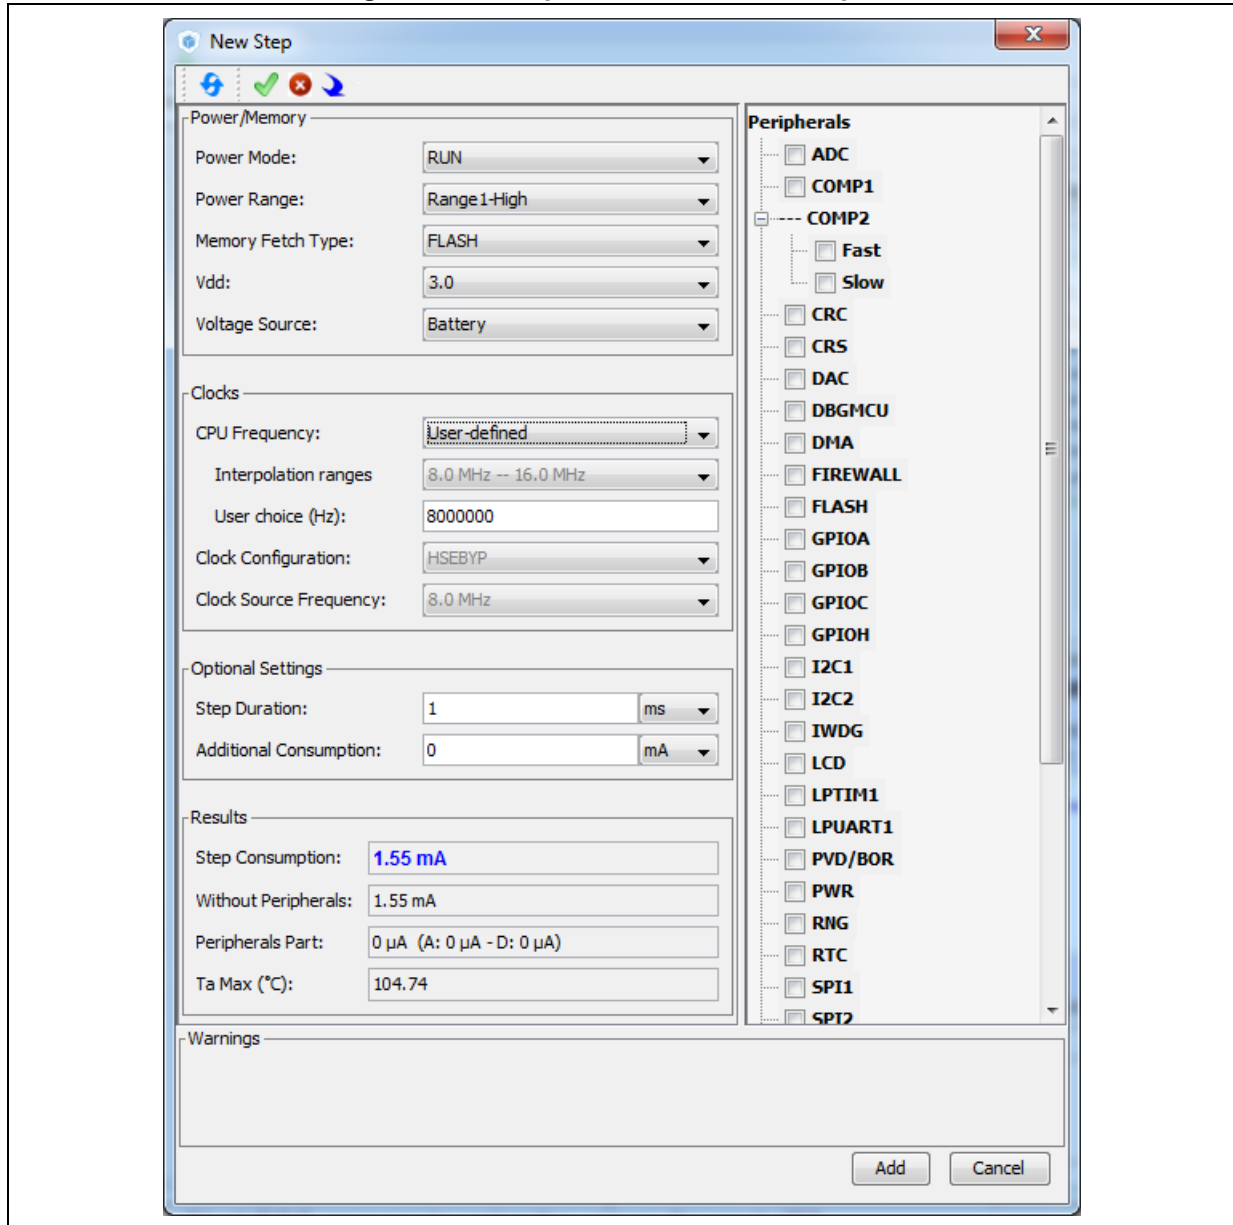 New Step
Power/Memory
Power Mode: RUN
Power Range: Range1-High
Memory Fetch Type: FLASH
Vdd: 3.0
Voltage Source: Battery
Clocks
CPU Frequency: User-defined
Interpolation ranges 8.0 MHz -- 16.0 MHz
User choice (Hz): 8000000
Clock Configuration: HSEBYP
Clock Source Frequency: 8.0 MHz
Optional Settings
Step Duration: 1 ms
Additional Consumption: 0 mA
Results
Step Consumption: 1.55 mA
Without Peripherals: 1.55 mA
Peripherals Part: 0 µA (A: 0 µA - D: 0 µA)
Ta Max (°C): 104.74
Peripherals
ADC
COMP1
COMP2
Fast
Slow
CRC
CRS
DAC
DBGMCU
DMA
FIREWALL
FLASH
GPIOA
GPIOB
GPIOC
GPIOH
I2C1
I2C2
IWDG
LCD
LPTIM1
LPUART1
PVD/BOR
PWR
RNG
RTC
SPI1
SPI2
Warnings
Add Cancel